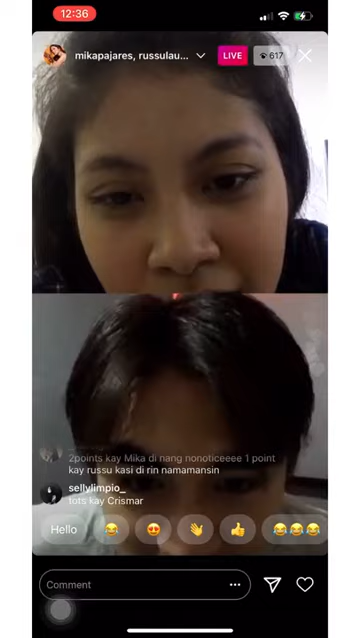 12:36
mikapajares, russulau...
LIVE
617
2points kay Mika di nang nonoticeeee 1 point
kay russu kasi di rin namamansin
sellylimpio_
tots kay Crismar
Hello
Comment